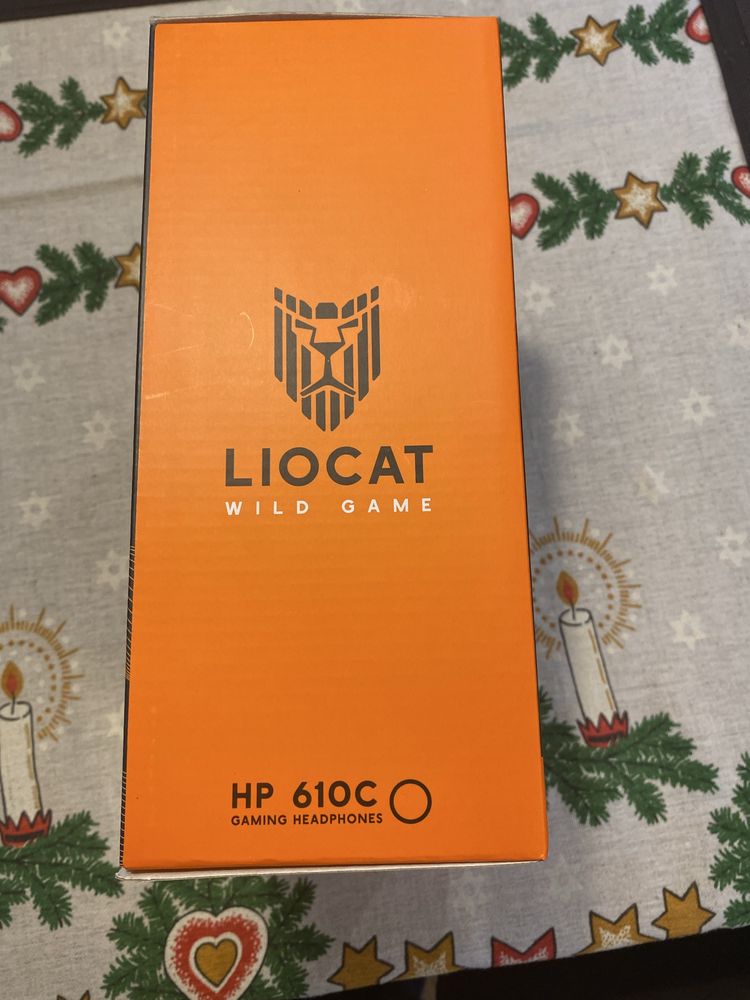 LIOCAT
WILD GAME
HP 610C
GAMING HEADPHONES